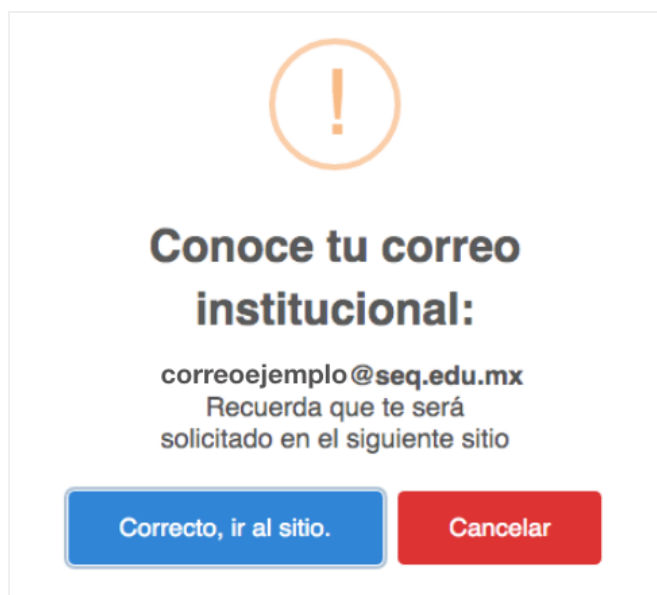 !
Conoce tu correo
institucional:
correoejemplo@seq.edu.mx
Recuerda que te será
solicitado en el siguiente sitio
Correcto, ir al sitio.
Cancelar